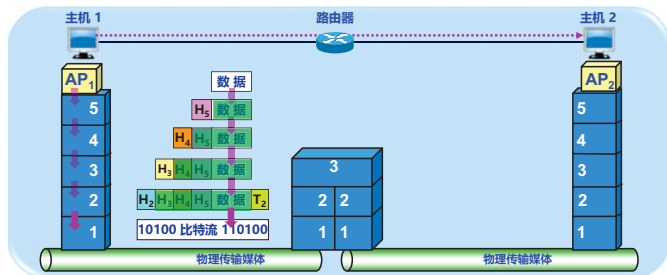 主机 1 路由器 主机 2
AP1 数 据 AP2
5 H5 数 据 5
4 H4 H5 数 据 4
3 H3 H4 H5 数 据 3 3
2 H2 H3 H4 H5 数 据 T2 2 2 2
1 10100 比特流 110100 1 1 1
物理传输媒体 物理传输媒体